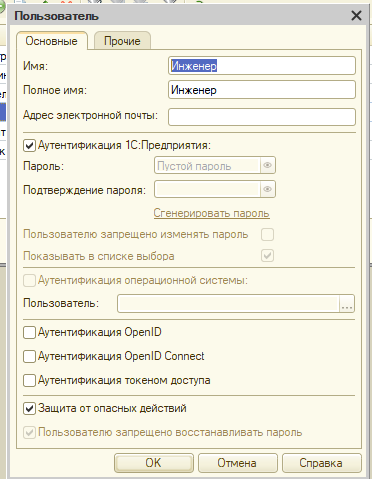 Пользователь
Основные
Прочие
Имя:
Инженер
Полное имя:
Инженер
Адрес электронной почты:
Аутентификация 1С:Предприятия:
Пароль:
Пустой пароль
Подтверждение пароля:
Сгенерировать пароль
Пользователю запрещено изменять пароль
Показывать в списке выбора
Аутентификация операционной системы:
Пользователь:
...
Аутентификация OpenID
Аутентификация OpenID Connect
Аутентификация токеном доступа
Защита от опасных действий
Пользователю запрещено восстанавливать пароль
OK
Отмена
Справка